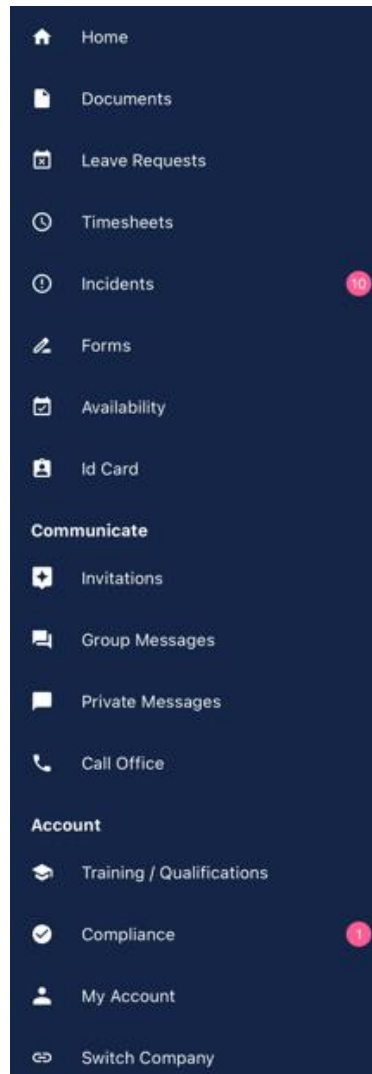 Home
Documents
Leave Requests
Timesheets
Incidents 10
Forms
Availability
Id Card
Communicate
Invitations
Group Messages
Private Messages
Call Office
Account
Training / Qualifications
Compliance 1
My Account
Switch Company